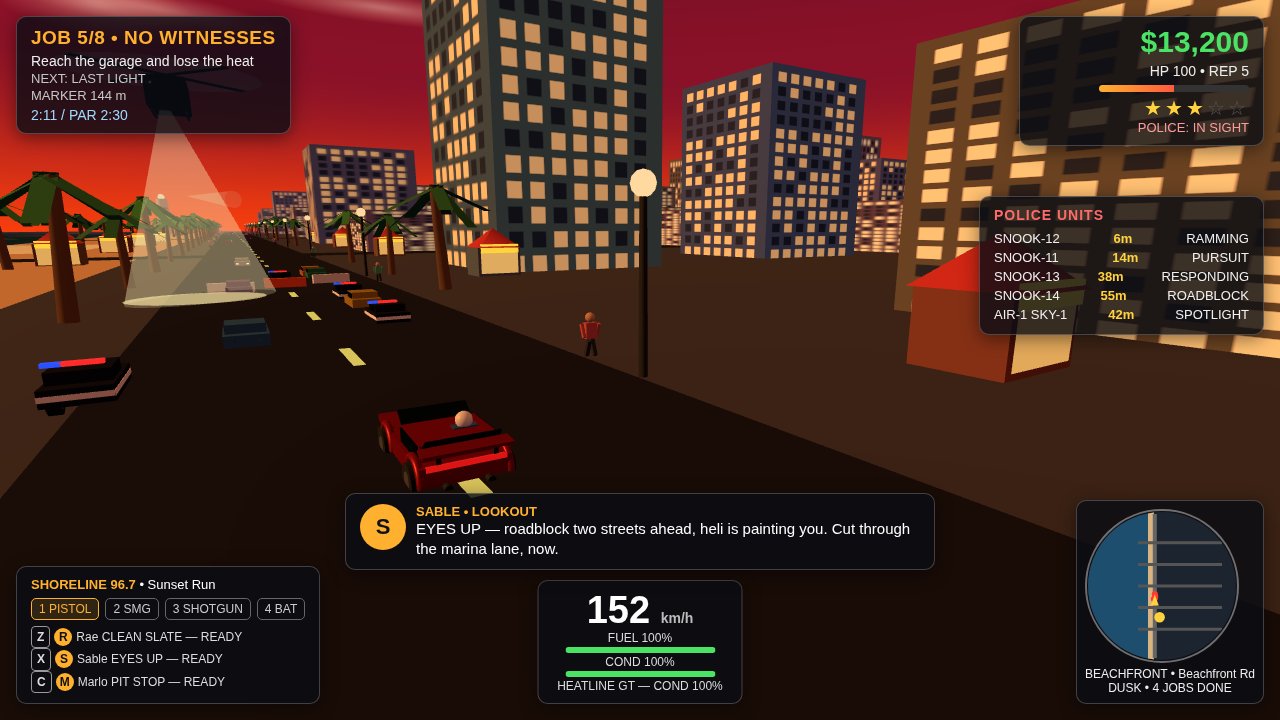 JOB 5/8 • NO WITNESSES
Reach the garage and lose the heat
NEXT: LAST LIGHT
MARKER 144 m
2:11 / PAR 2:30
$13,200
HP 100 • REP 5
★★★☆☆
POLICE: IN SIGHT
POLICE UNITS
SNOOK-12 6m RAMMING
SNOOK-11 14m PURSUIT
SNOOK-13 38m RESPONDING
SNOOK-14 55m ROADBLOCK
AIR-1 SKY-1 42m SPOTLIGHT
S
SABLE • LOOKOUT
EYES UP — roadblock two streets ahead, heli is painting you. Cut through
the marina lane, now.
SHORELINE 96.7 • Sunset Run
1 PISTOL 2 SMG 3 SHOTGUN 4 BAT
Z R Rae CLEAN SLATE — READY
X S Sable EYES UP — READY
C M Marlo PIT STOP — READY
152 km/h
FUEL 100%
COND 100%
HEATLINE GT — COND 100%
BEACHFRONT • Beachfront Rd
DUSK • 4 JOBS DONE